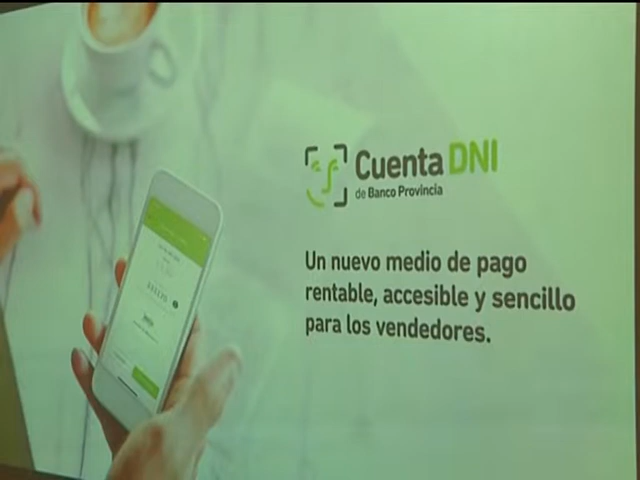 Cuenta DNI
de Banco Provincia
Un nuevo medio de pago
rentable, accesible y sencillo
para los vendedores.